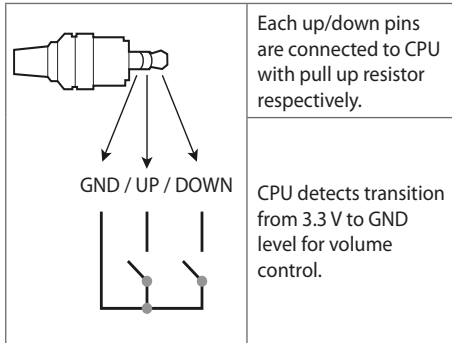 Each up/down pins
are connected to CPU
with pull up resistor
respectively.
GND / UP / DOWN
CPU detects transition
from 3.3 V to GND
level for volume
control.